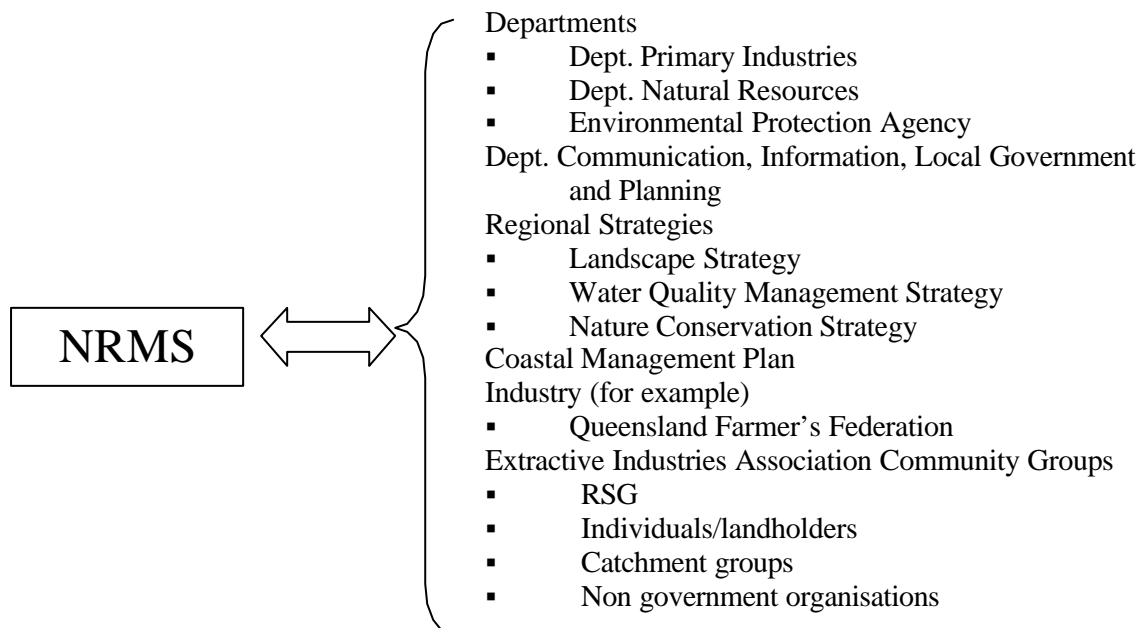 Departments
▪ Dept. Primary Industries
▪ Dept. Natural Resources
▪ Environmental Protection Agency
Dept. Communication, Information, Local Government
and Planning
Regional Strategies
▪ Landscape Strategy
▪ Water Quality Management Strategy
▪ Nature Conservation Strategy
NRMS
Coastal Management Plan
Industry (for example)
▪ Queensland Farmer’s Federation
Extractive Industries Association Community Groups
▪ RSG
▪ Individuals/landholders
▪ Catchment groups
▪ Non government organisations